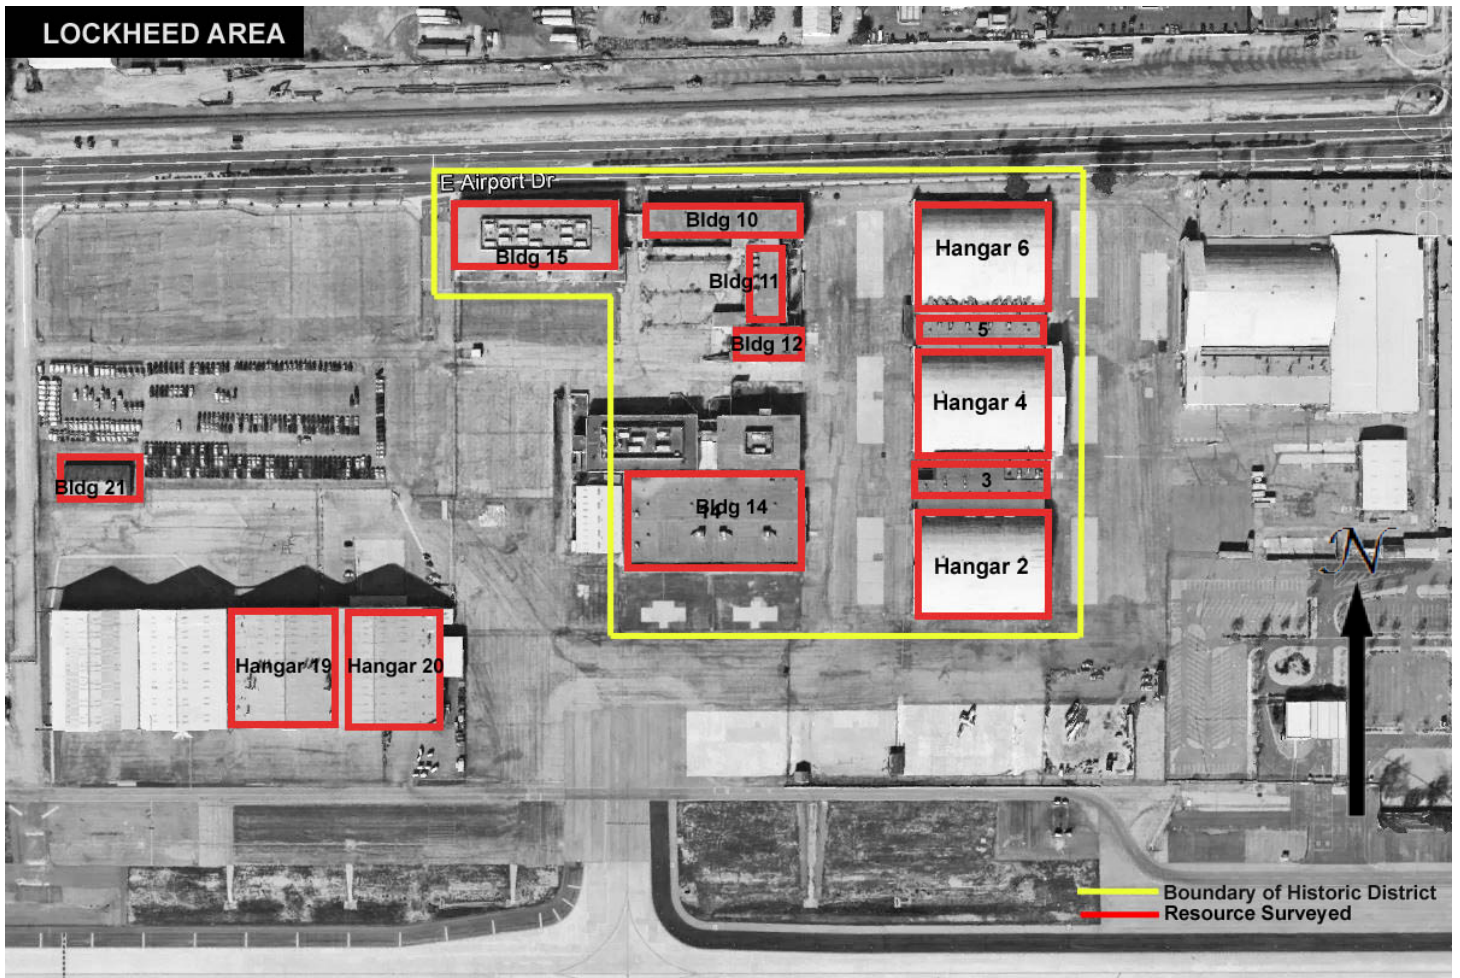 LOCKHEED AREA
E Airport Dr
Bldg 15
Bldg 10
Hangar 6
Bldg 11
5
Bldg 12
Hangar 4
3
Bldg 21
Bldg 14
14
Hangar 2
N
Hangar 19
Hangar 20
Boundary of Historic District
Resource Surveyed